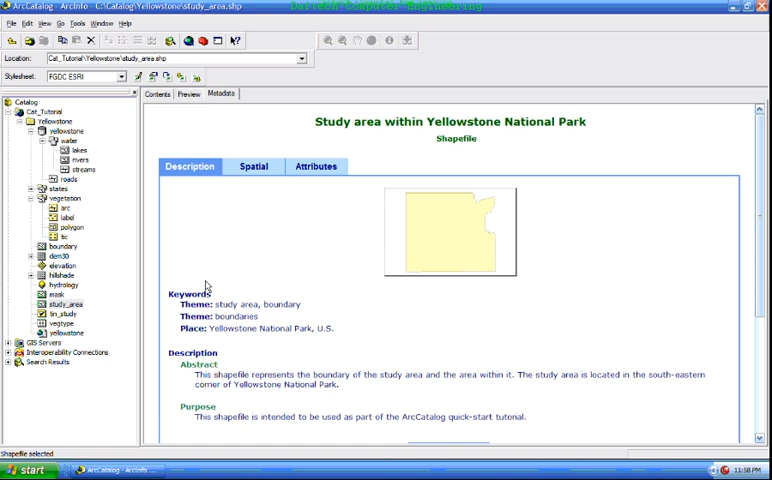 ArcCatalog - ArcInfo - C:\Catalog\Yellowstone\study_area.shp
Dartech Computer Engineering
File Edit View Go Tools Window Help
Location: Cat_Tutorial\Yellowstone\study_area.shp
Stylesheet: FGDC ESRI
Contents Preview Metadata
Catalog
Cat_Tutorial
Yellowstone
yellowstone
water
lakes
rivers
streams
roads
states
vegetation
arc
label
polygon
tic
boundary
dem30
elevation
hillshade
hydrology
mask
study_area
tin_study
vegtype
yellowstone
GIS Servers
Interoperability Connections
Search Results
Study area within Yellowstone National Park
Shapefile
Description Spatial Attributes
Keywords
Theme: study area, boundary
Theme: boundaries
Place: Yellowstone National Park, U.S.
Description
Abstract
This shapefile represents the boundary of the study area and the area within it. The study area is located in the south-eastern
corner of Yellowstone National Park.
Purpose
This shapefile is intended to be used as part of the ArcCatalog quick-start tutorial.
Shapefile selected
start
ArcCatalog - ArcInfo ...
11:58 PM